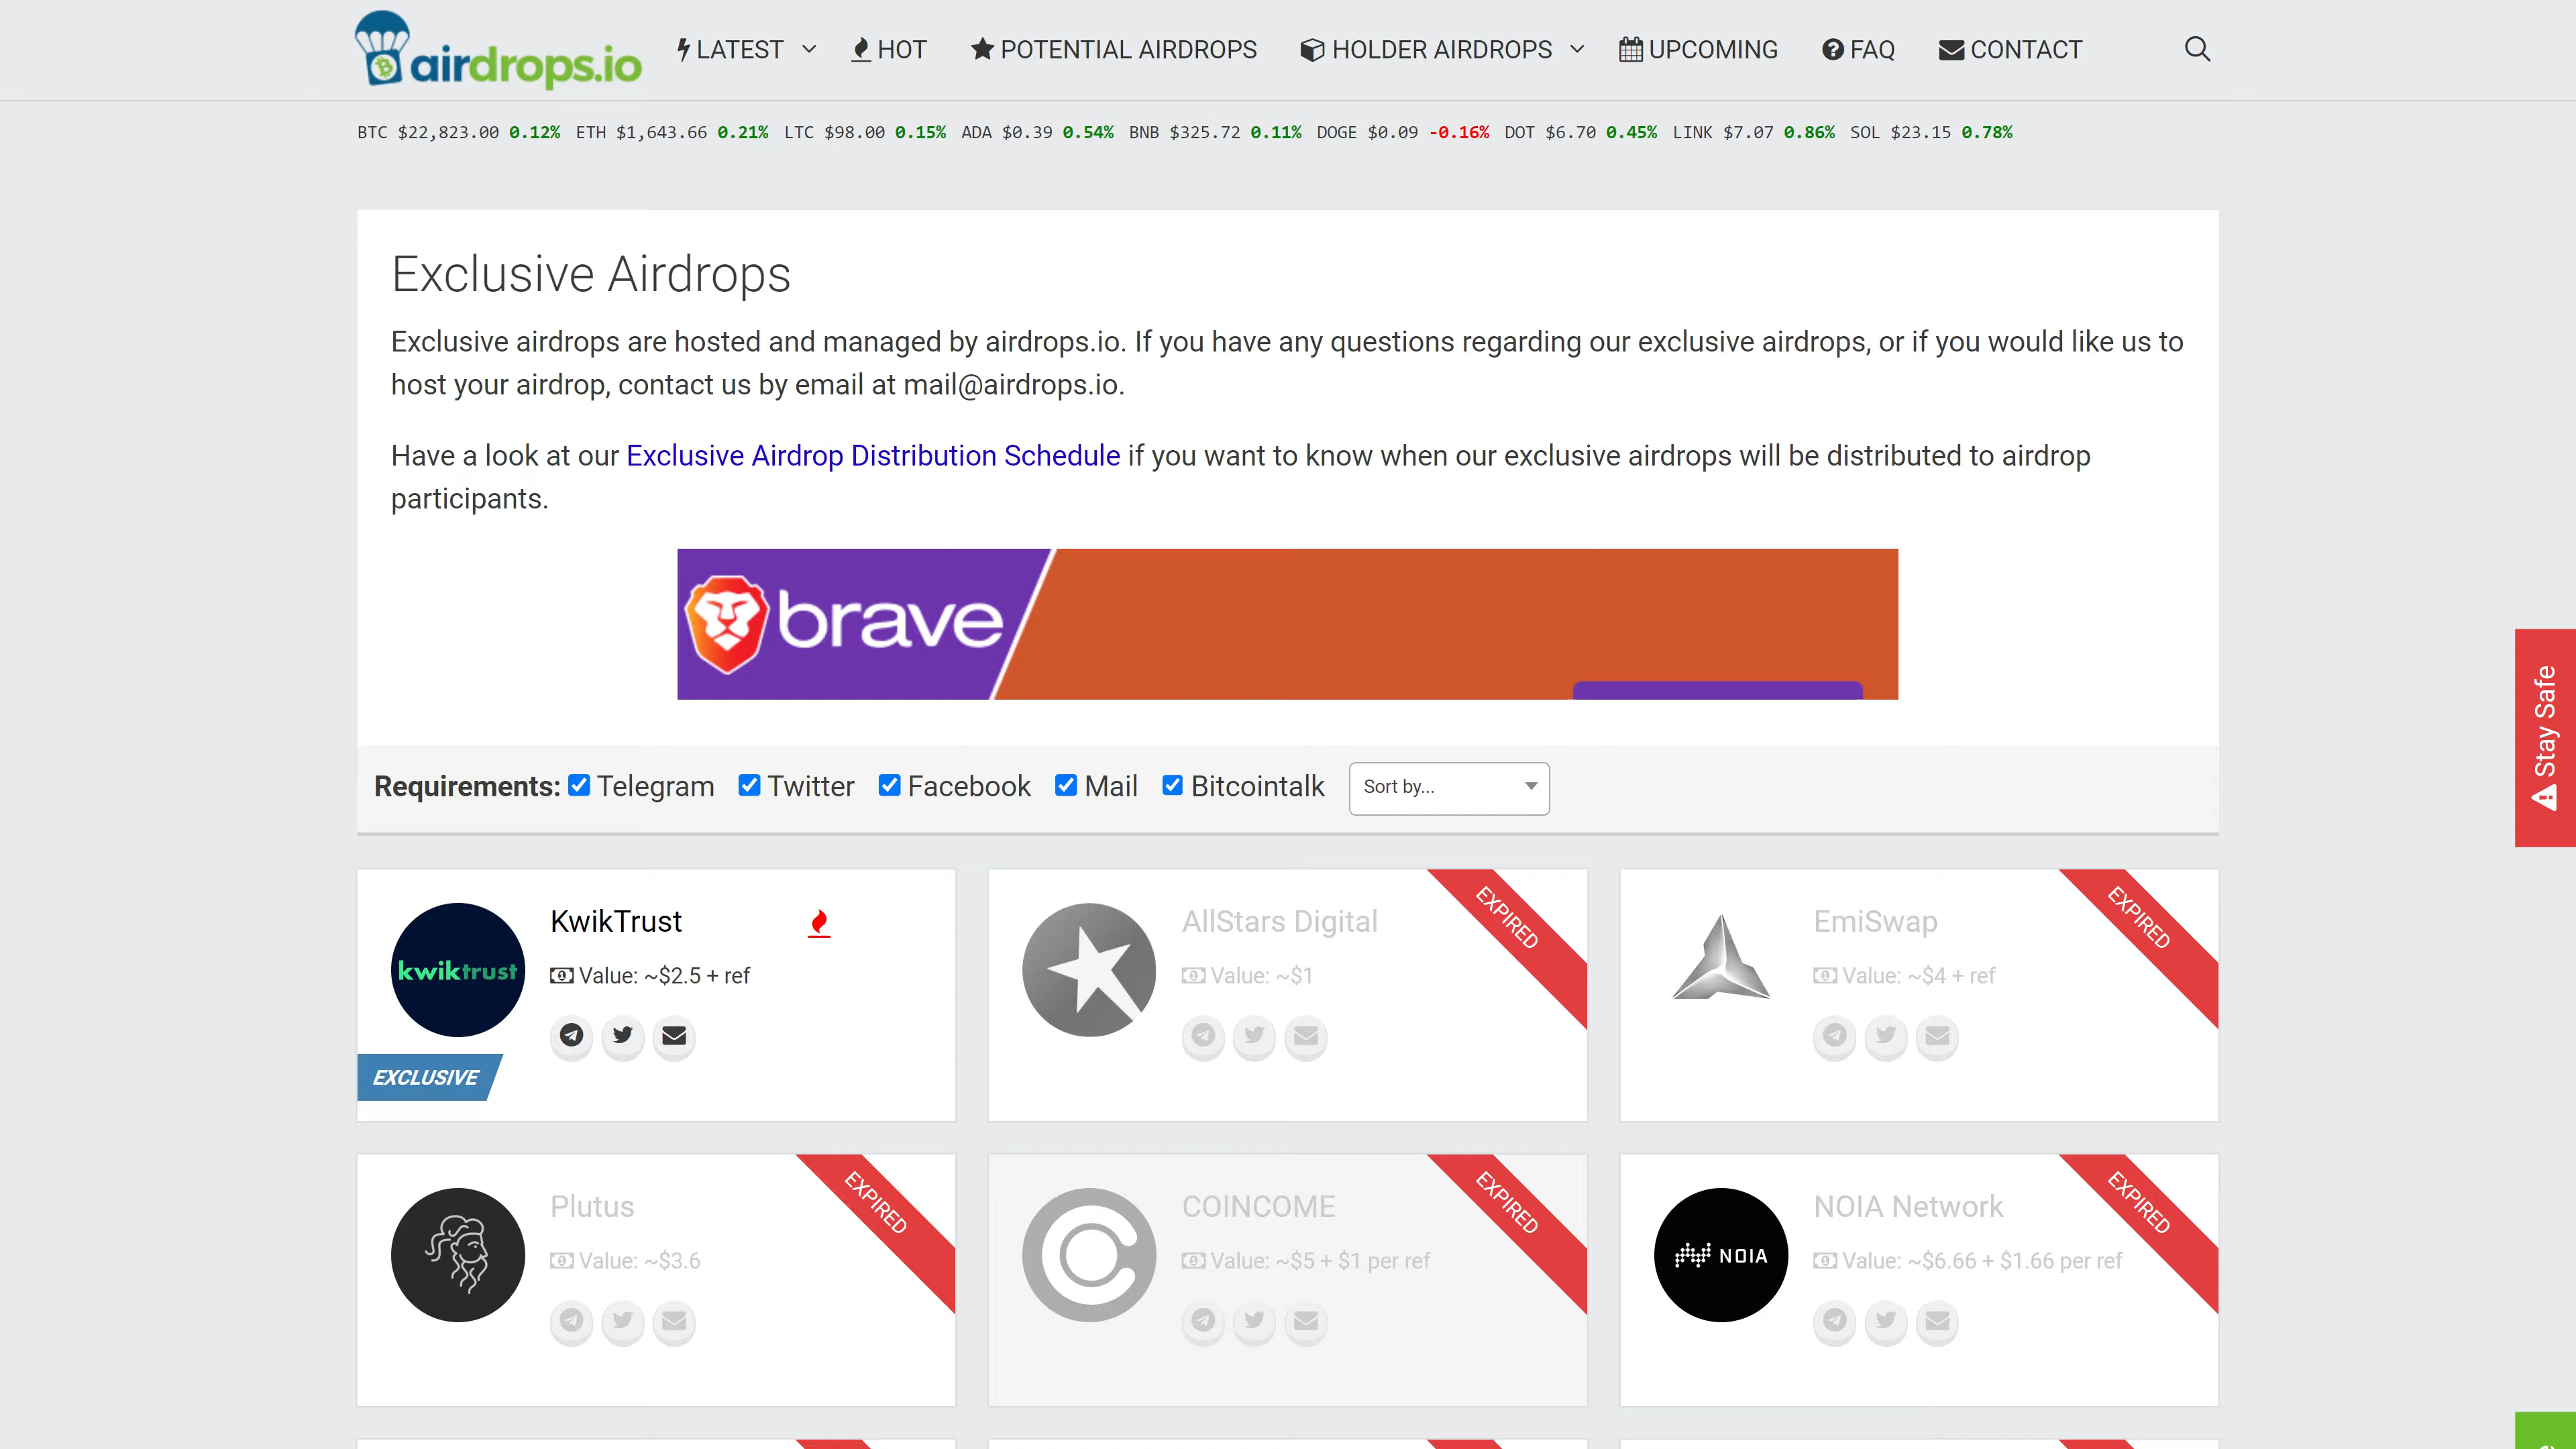 airdrops.io
LATEST
HOT
POTENTIAL AIRDROPS
HOLDER AIRDROPS
UPCOMING
FAQ
CONTACT
BTC $22,823.00 0.12% ETH $1,643.66 0.21% LTC $98.00 0.15% ADA $0.39 0.54% BNB $325.72 0.11% DOGE $0.09 -0.16% DOT $6.70 0.45% LINK $7.07 0.86% SOL $23.15 0.78%
Exclusive Airdrops
Exclusive airdrops are hosted and managed by airdrops.io. If you have any questions regarding our exclusive airdrops, or if you would like us to
host your airdrop, contact us by email at mail@airdrops.io.
Have a look at our Exclusive Airdrop Distribution Schedule if you want to know when our exclusive airdrops will be distributed to airdrop
participants.
brave
Stay Safe
Requirements: Telegram Twitter Facebook Mail Bitcointalk Sort by...
kwiktrust
KwikTrust
Value: ~$2.5 + ref
EXCLUSIVE
AllStars Digital
Value: ~$1
EXPIRED
EmiSwap
Value: ~$4 + ref
EXPIRED
Plutus
Value: ~$3.6
EXPIRED
COINCOME
Value: ~$5 + $1 per ref
EXPIRED
NOIA
NOIA Network
Value: ~$6.66 + $1.66 per ref
EXPIRED